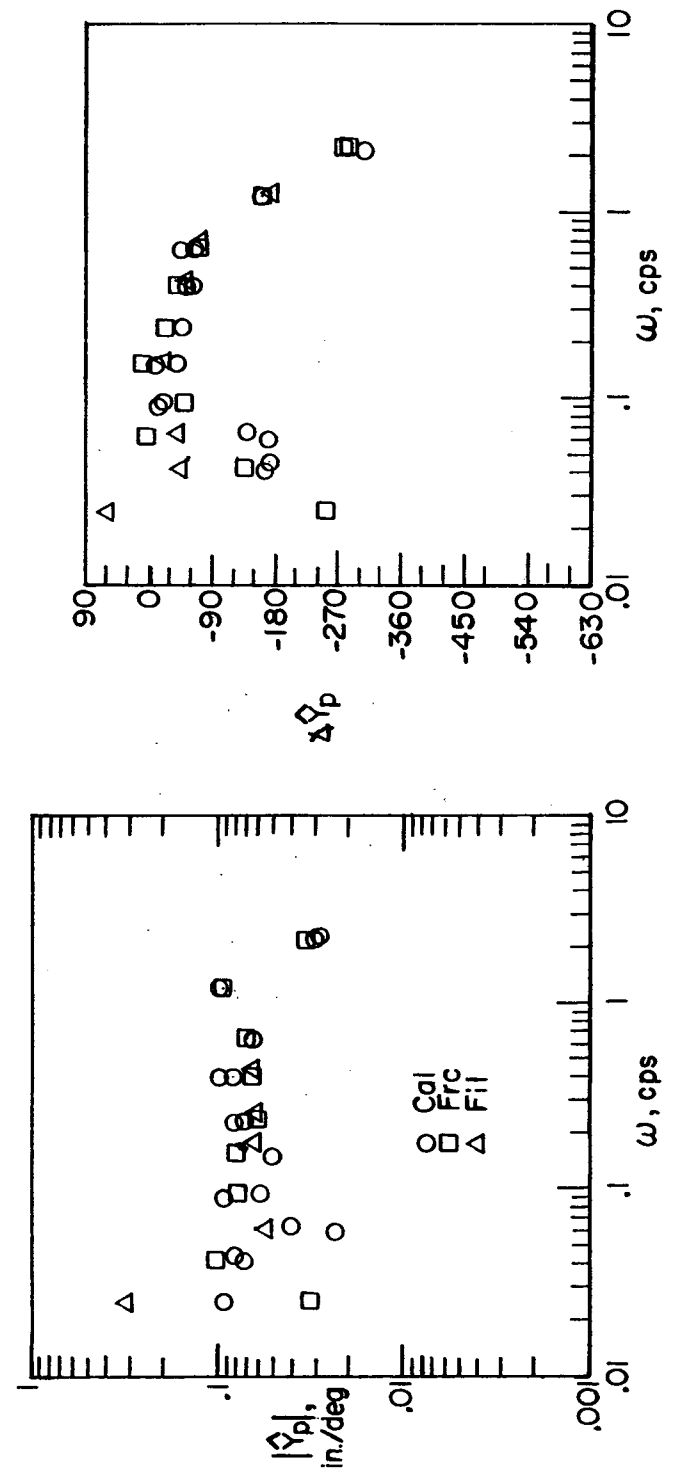 1
.1
.01
.001
|Ŷp|,
in./deg
.01
.1
1
10
ω, cps
Cal
Frc
Fil
90
0
-90
-180
-270
-360
-450
-540
-630
∡Ŷp
.01
.1
1
10
ω, cps